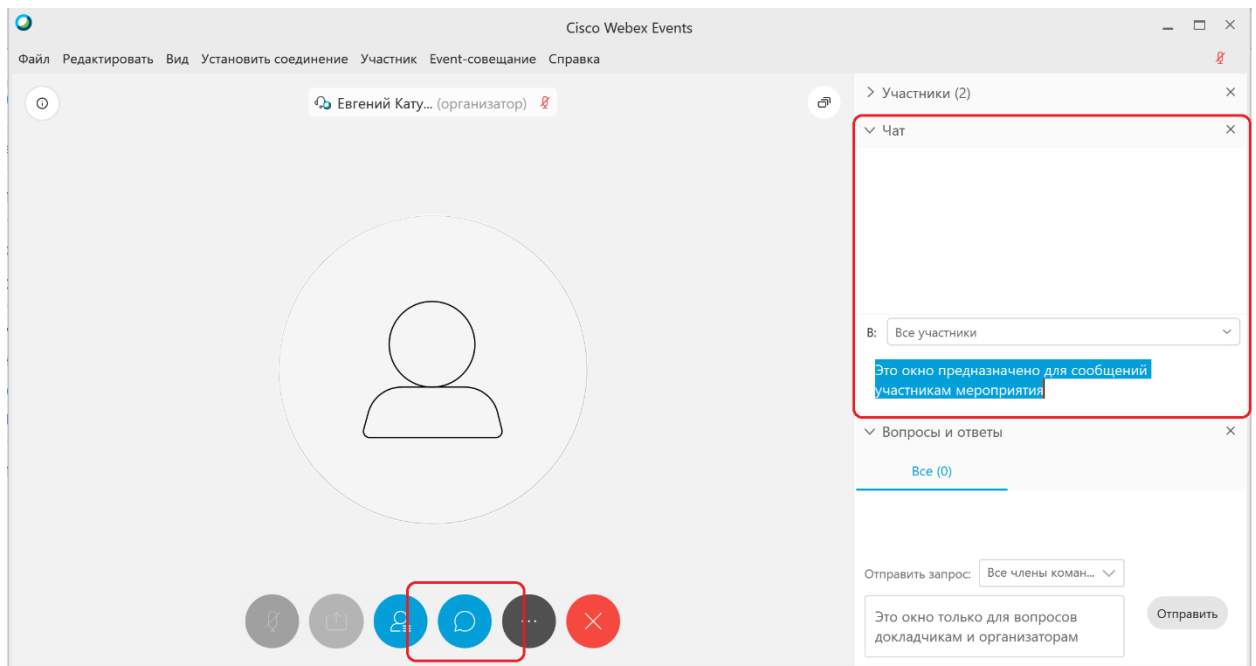 Cisco Webex Events
Файл Редактировать Вид Установить соединение Участник Event-совещание Справка
Евгений Кату... (организатор)
Участники (2)
Чат
В: Все участники
Это окно предназначено для сообщений
участникам мероприятия
Вопросы и ответы
Все (0)
Отправить запрос: Все члены коман...
Это окно только для вопросов
докладчикам и организаторам
Отправить